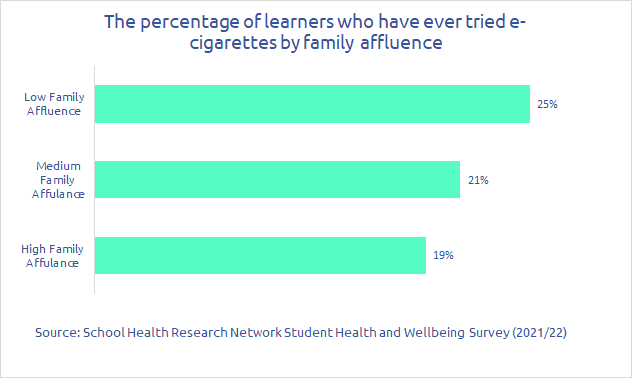 The percentage of learners who have ever tried e-
cigarettes by family affluence
Low Family
Affluence
25%
Medium
Family
Affulance
21%
High Family
Affulance
19%
Source: School Health Research Network Student Health and Wellbeing Survey (2021/22)